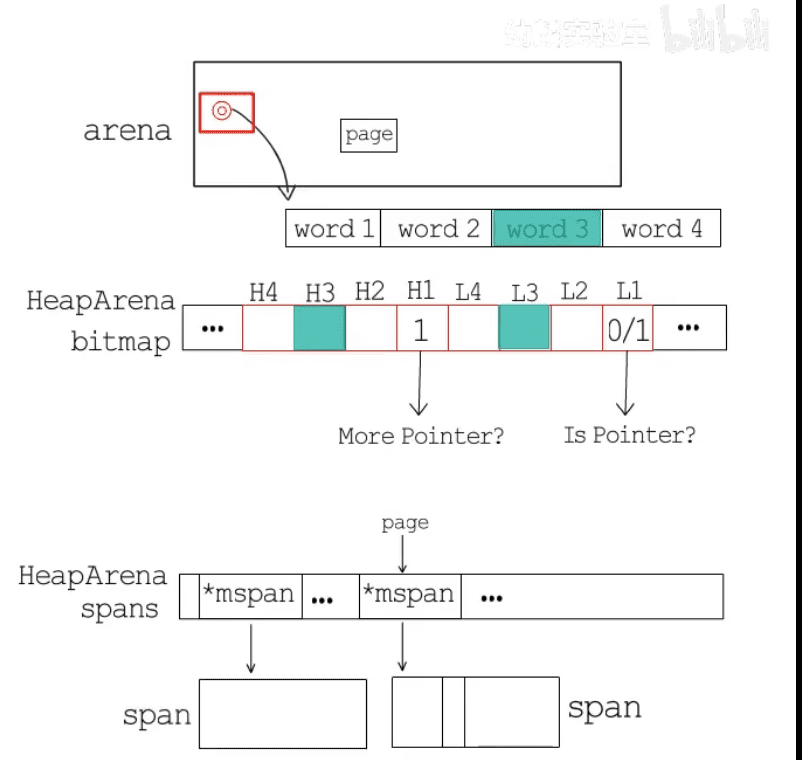 bilibili
arena
page
word 1 word 2 word 3 word 4
H4 H3 H2 H1 L4 L3 L2 L1
HeapArena
bitmap
... 1 0/1 ...
More Pointer? Is Pointer?
page
HeapArena
spans
*mspan ... *mspan ...
span
span